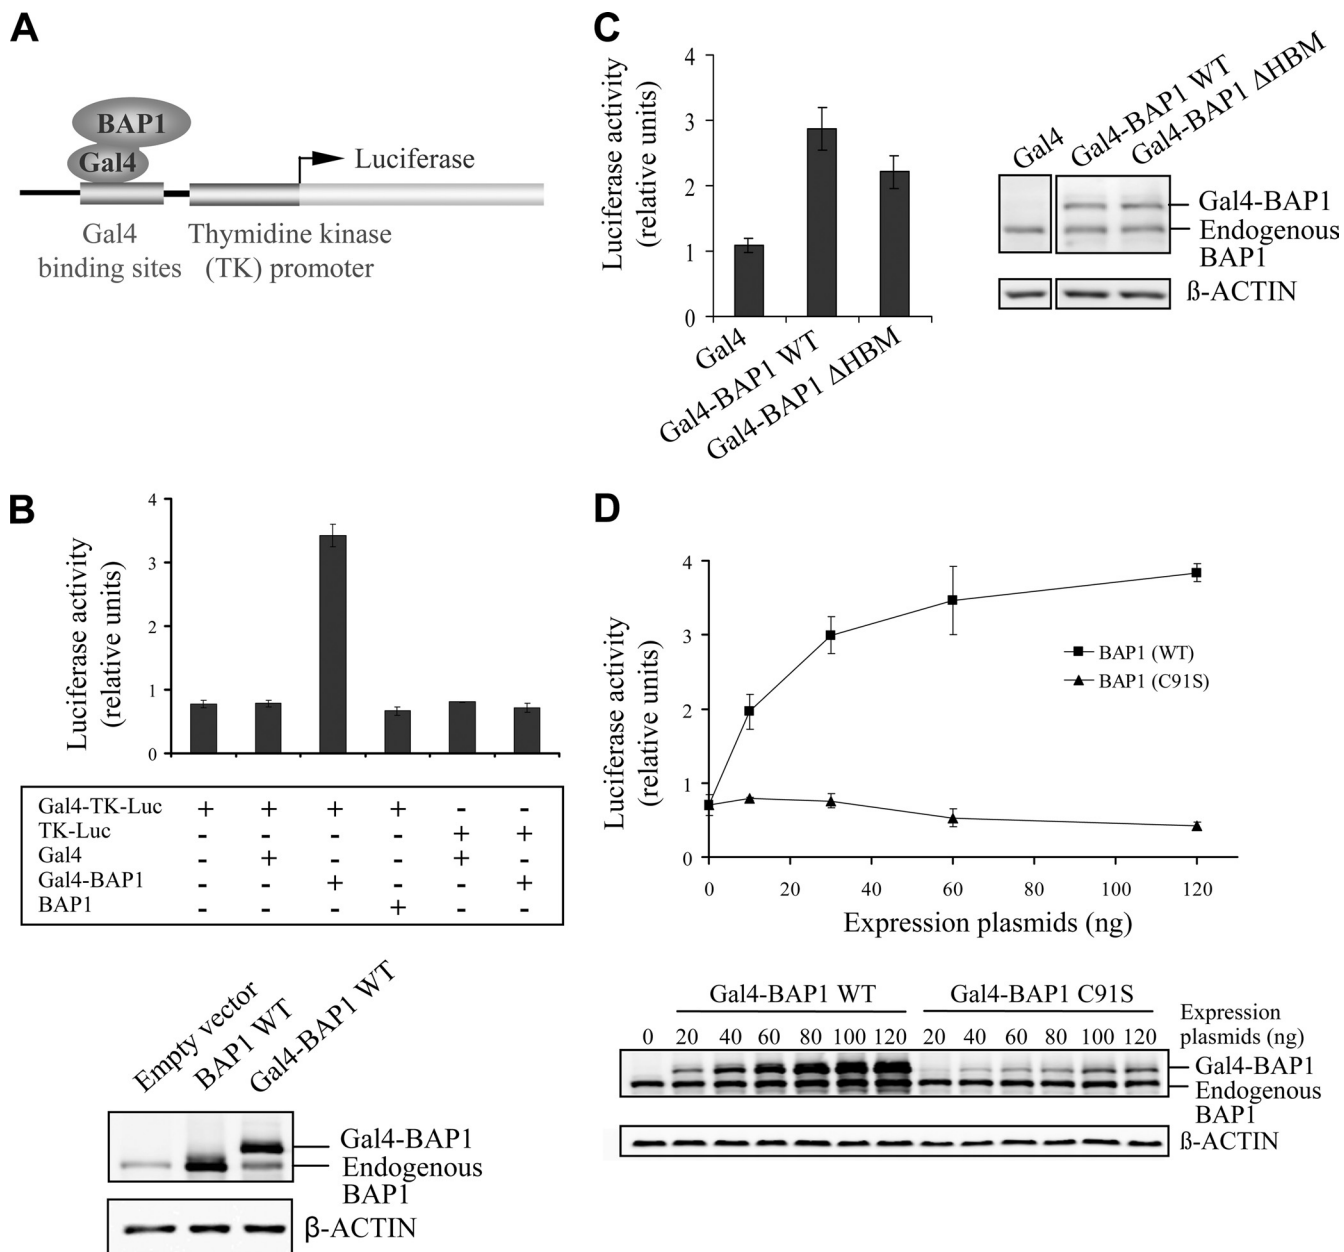 A
BAP1
Gal4
Luciferase
Gal4
binding sites
Thymidine kinase
(TK) promoter
C
Luciferase activity
(relative units)
4
3
2
1
0
Gal4
Gal4-BAP1 WT
Gal4-BAP1 ΔHBM
Gal4
Gal4-BAP1 WT
Gal4-BAP1 ΔHBM
Gal4-BAP1
Endogenous
BAP1
ß-ACTIN
B
Luciferase activity
(relative units)
4
3
2
1
0
Gal4-TK-Luc + + + + - -
TK-Luc - - - - + +
Gal4 - + - - + -
Gal4-BAP1 - - + - - +
BAP1 - - - + - -
Empty vector
BAP1 WT
Gal4-BAP1 WT
Gal4-BAP1
Endogenous
BAP1
β-ACTIN
D
Luciferase activity
(relative units)
4
3
2
1
0
BAP1 (WT)
BAP1 (C91S)
0 20 40 60 80 100 120
Expression plasmids (ng)
Gal4-BAP1 WT Gal4-BAP1 C91S
Expression
plasmids (ng)
0 20 40 60 80 100 120 20 40 60 80 100 120
Gal4-BAP1
Endogenous
BAP1
ß-ACTIN